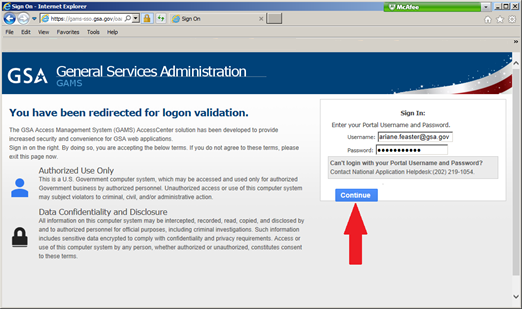 Sign On - Internet Explorer
McAfee
https://gams-sso.gsa.gov/oau
Sign On
File Edit View Favorites Tools Help
GSA
General Services Administration
GAMS
You have been redirected for logon validation.
The GSA Access Management System (GAMS) AccessCenter solution has been developed to provide
increased security and convenience for GSA web applications.
Sign in on the right. By doing so, you are accepting the below terms. If you do not agree to these terms, please
exit this page now.
Authorized Use Only
This is a U.S. Government computer system, which may be accessed and used only for authorized
Government business by authorized personnel. Unauthorized access or use of this computer system
may subject violators to criminal, civil, and/or administrative action.
Data Confidentiality and Disclosure
All information on this computer system may be intercepted, recorded, read, copied, and disclosed by
and to authorized personnel for official purposes, including criminal investigations. Such information
includes sensitive data encrypted to comply with confidentiality and privacy requirements. Access or
use of this computer system by any person, whether authorized or unauthorized, constitutes consent
to these terms.
Sign In:
Enter your Portal Username and Password.
Username: ariane.feaster@gsa.gov
Password: ●●●●●●●●●●●
Can't login with your Portal Username and Password?
Contact National Application Helpdesk:(202) 219-1054.
Continue